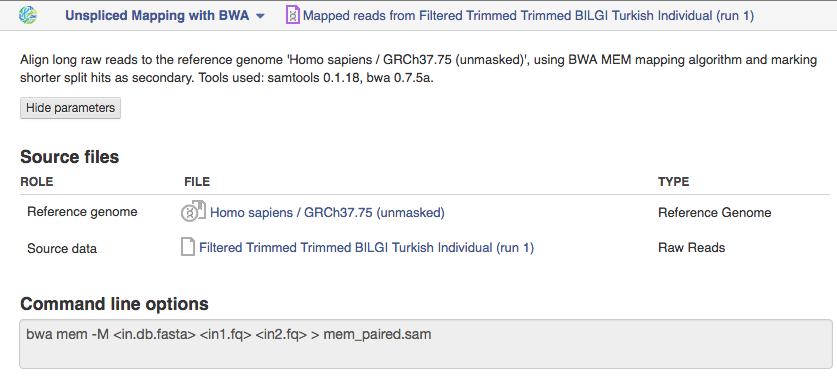 Unspliced Mapping with BWA Mapped reads from Filtered Trimmed Trimmed BILGI Turkish Individual (run 1)
Align long raw reads to the reference genome 'Homo sapiens / GRCh37.75 (unmasked)', using BWA MEM mapping algorithm and marking
shorter split hits as secondary. Tools used: samtools 0.1.18, bwa 0.7.5a.
Hide parameters
Source files
ROLE FILE TYPE
Reference genome Homo sapiens / GRCh37.75 (unmasked) Reference Genome
Source data Filtered Trimmed Trimmed BILGI Turkish Individual (run 1) Raw Reads
Command line options
bwa mem -M <in.db.fasta> <in1.fq> <in2.fq> > mem_paired.sam